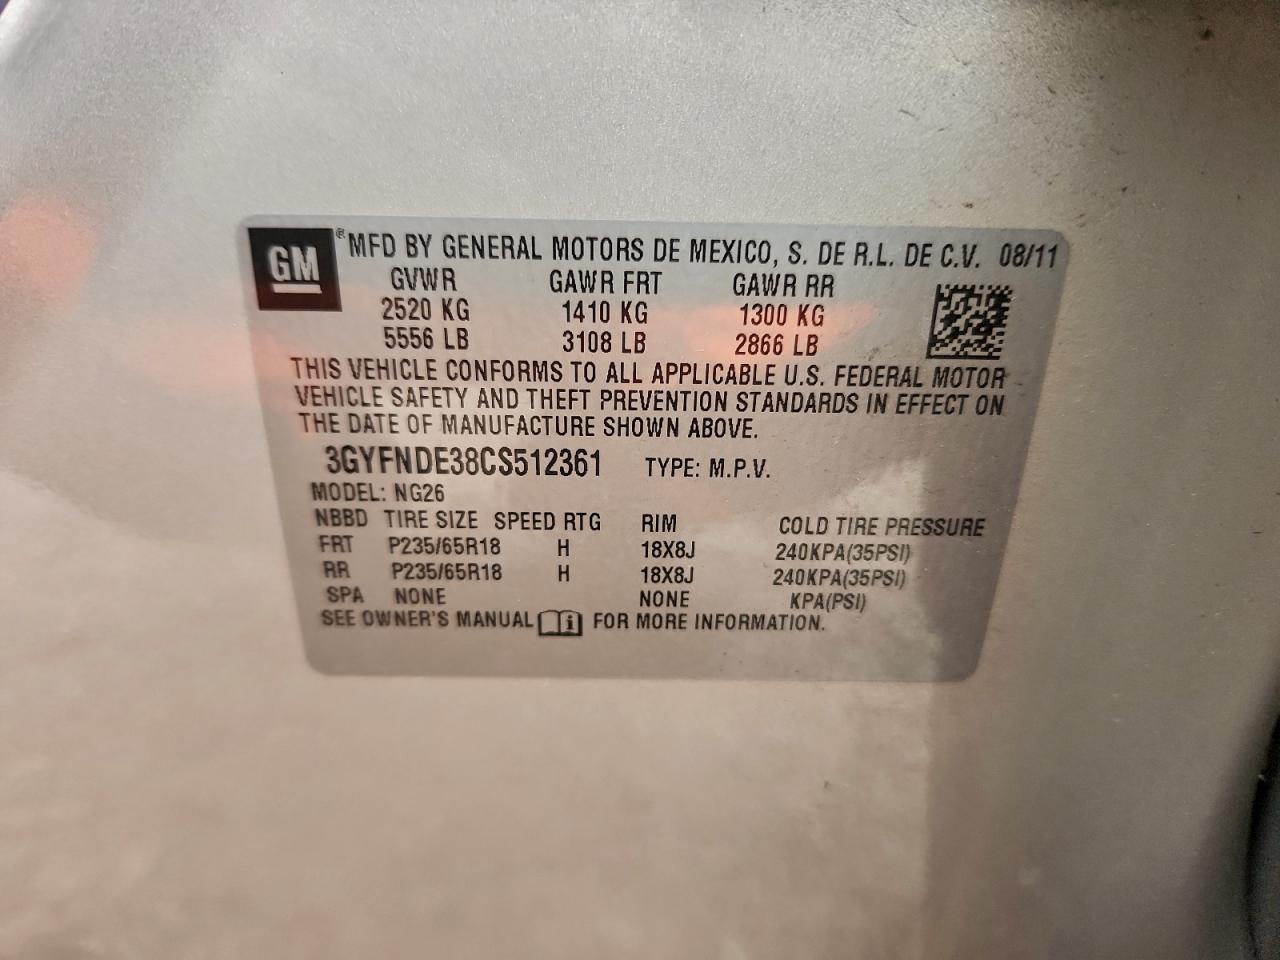 GM ® MFD BY GENERAL MOTORS DE MEXICO, S. DE R.L. DE C.V. 08/11
GVWR GAWR FRT GAWR RR
2520 KG 1410 KG 1300 KG
5556 LB 3108 LB 2866 LB
THIS VEHICLE CONFORMS TO ALL APPLICABLE U.S. FEDERAL MOTOR
VEHICLE SAFETY AND THEFT PREVENTION STANDARDS IN EFFECT ON
THE DATE OF MANUFACTURE SHOWN ABOVE.
3GYFNDE38CS512361 TYPE: M.P.V.
MODEL: NG26
NBBD TIRE SIZE SPEED RTG RIM COLD TIRE PRESSURE
FRT P235/65R18 H 18X8J 240KPA(35PSI)
RR P235/65R18 H 18X8J 240KPA(35PSI)
SPA NONE NONE KPA(PSI)
SEE OWNER'S MANUAL i FOR MORE INFORMATION.